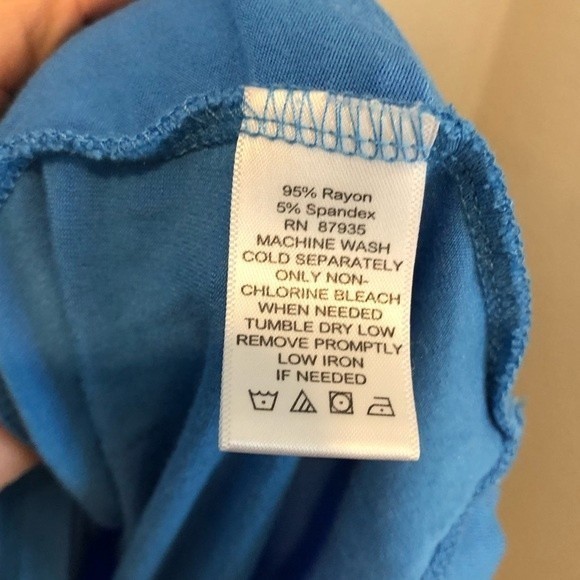 95% Rayon
5% Spandex
RN 87935
MACHINE WASH
COLD SEPARATELY
ONLY NON-
CHLORINE BLEACH
WHEN NEEDED
TUMBLE DRY LOW
REMOVE PROMPTLY
LOW IRON
IF NEEDED